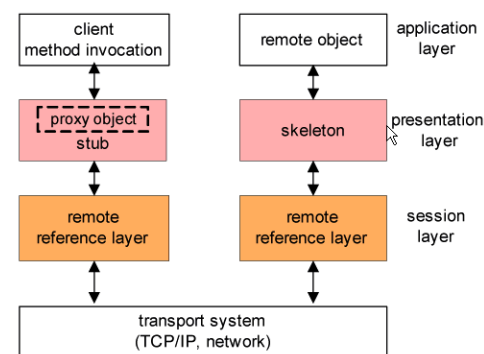 client
method invocation
remote object
application
layer
proxy object
stub
skeleton
presentation
layer
remote
reference layer
remote
reference layer
session
layer
transport system
(TCP/IP, network)